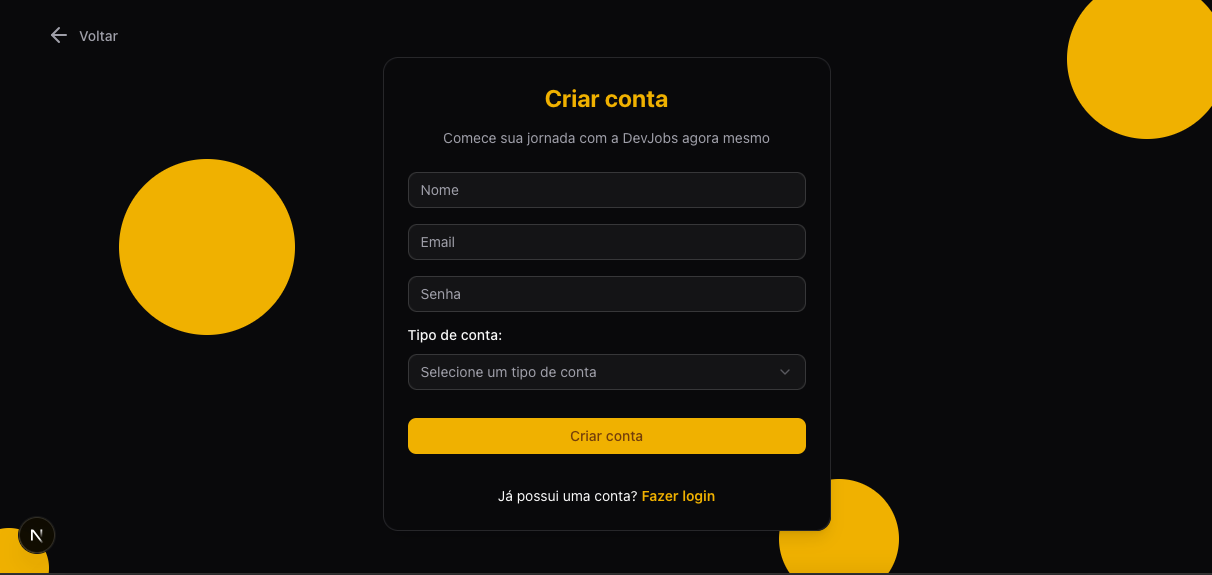 Voltar
Criar conta
Comece sua jornada com a DevJobs agora mesmo
Nome
Email
Senha
Tipo de conta:
Selecione um tipo de conta
Criar conta
Já possui uma conta? Fazer login
N